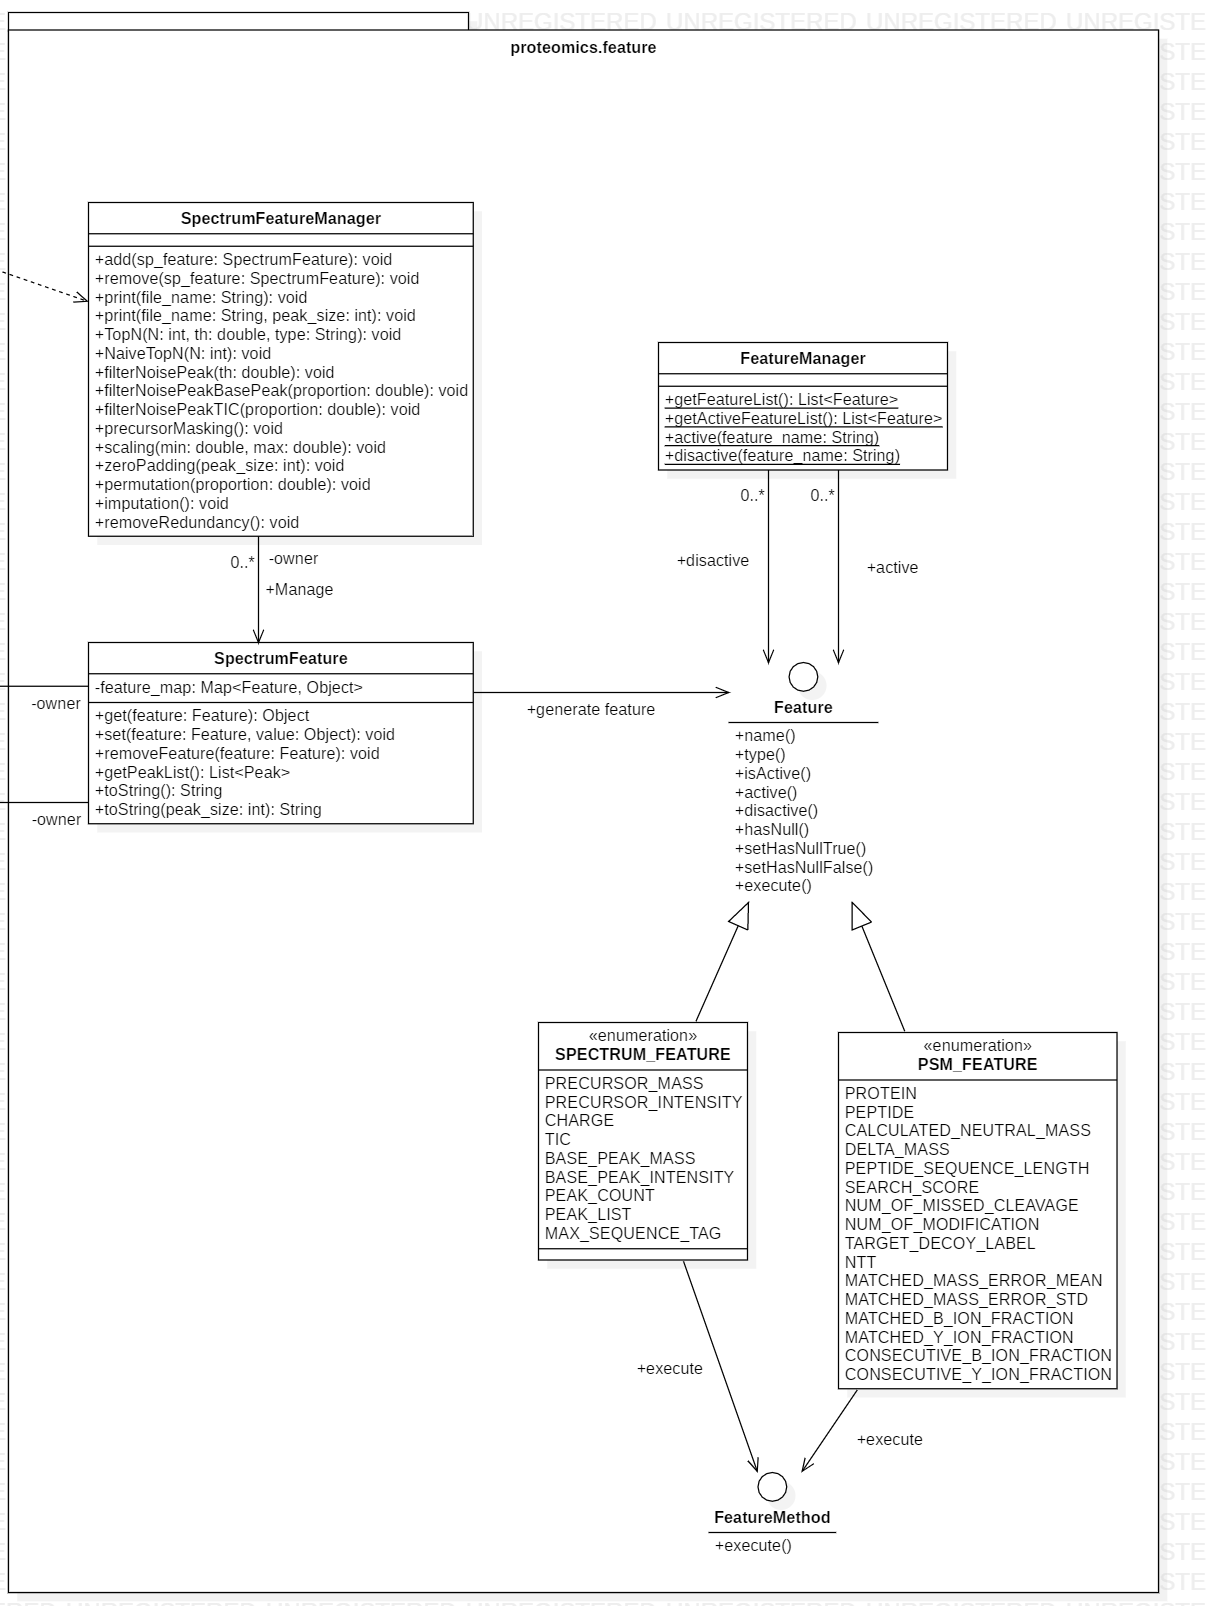 UNREGISTERED UNREGISTERED UNREGISTERED UNREGISTE
proteomics.feature
SpectrumFeatureManager
+add(sp_feature: SpectrumFeature): void
+remove(sp_feature: SpectrumFeature): void
+print(file_name: String): void
+print(file_name: String, peak_size: int): void
+TopN(N: int, th: double, type: String): void
+NaiveTopN(N: int): void
+filterNoisePeak(th: double): void
+filterNoisePeakBasePeak(proportion: double): void
+filterNoisePeakTIC(proportion: double): void
+precursorMasking(): void
+scaling(min: double, max: double): void
+zeroPadding(peak_size: int): void
+permutation(proportion: double): void
+imputation(): void
+removeRedundancy(): void
FeatureManager
+getFeatureList(): List<Feature>
+getActiveFeatureList(): List<Feature>
+active(feature_name: String)
+disactive(feature_name: String)
0..*
0..*
+disactive
+active
0..*
-owner
+Manage
SpectrumFeature
-feature_map: Map<Feature, Object>
+get(feature: Feature): Object
+set(feature: Feature, value: Object): void
+removeFeature(feature: Feature): void
+getPeakList(): List<Peak>
+toString(): String
+toString(peak_size: int): String
-owner
-owner
+generate feature
Feature
+name()
+type()
+isActive()
+active()
+disactive()
+hasNull()
+setHasNullTrue()
+setHasNullFalse()
+execute()
«enumeration»
SPECTRUM_FEATURE
PRECURSOR_MASS
PRECURSOR_INTENSITY
CHARGE
TIC
BASE_PEAK_MASS
BASE_PEAK_INTENSITY
PEAK_COUNT
PEAK_LIST
MAX_SEQUENCE_TAG
«enumeration»
PSM_FEATURE
PROTEIN
PEPTIDE
CALCULATED_NEUTRAL_MASS
DELTA_MASS
PEPTIDE_SEQUENCE_LENGTH
SEARCH_SCORE
NUM_OF_MISSED_CLEAVAGE
NUM_OF_MODIFICATION
TARGET_DECOY_LABEL
NTT
MATCHED_MASS_ERROR_MEAN
MATCHED_MASS_ERROR_STD
MATCHED_B_ION_FRACTION
MATCHED_Y_ION_FRACTION
CONSECUTIVE_B_ION_FRACTION
CONSECUTIVE_Y_ION_FRACTION
+execute
+execute
FeatureMethod
+execute()